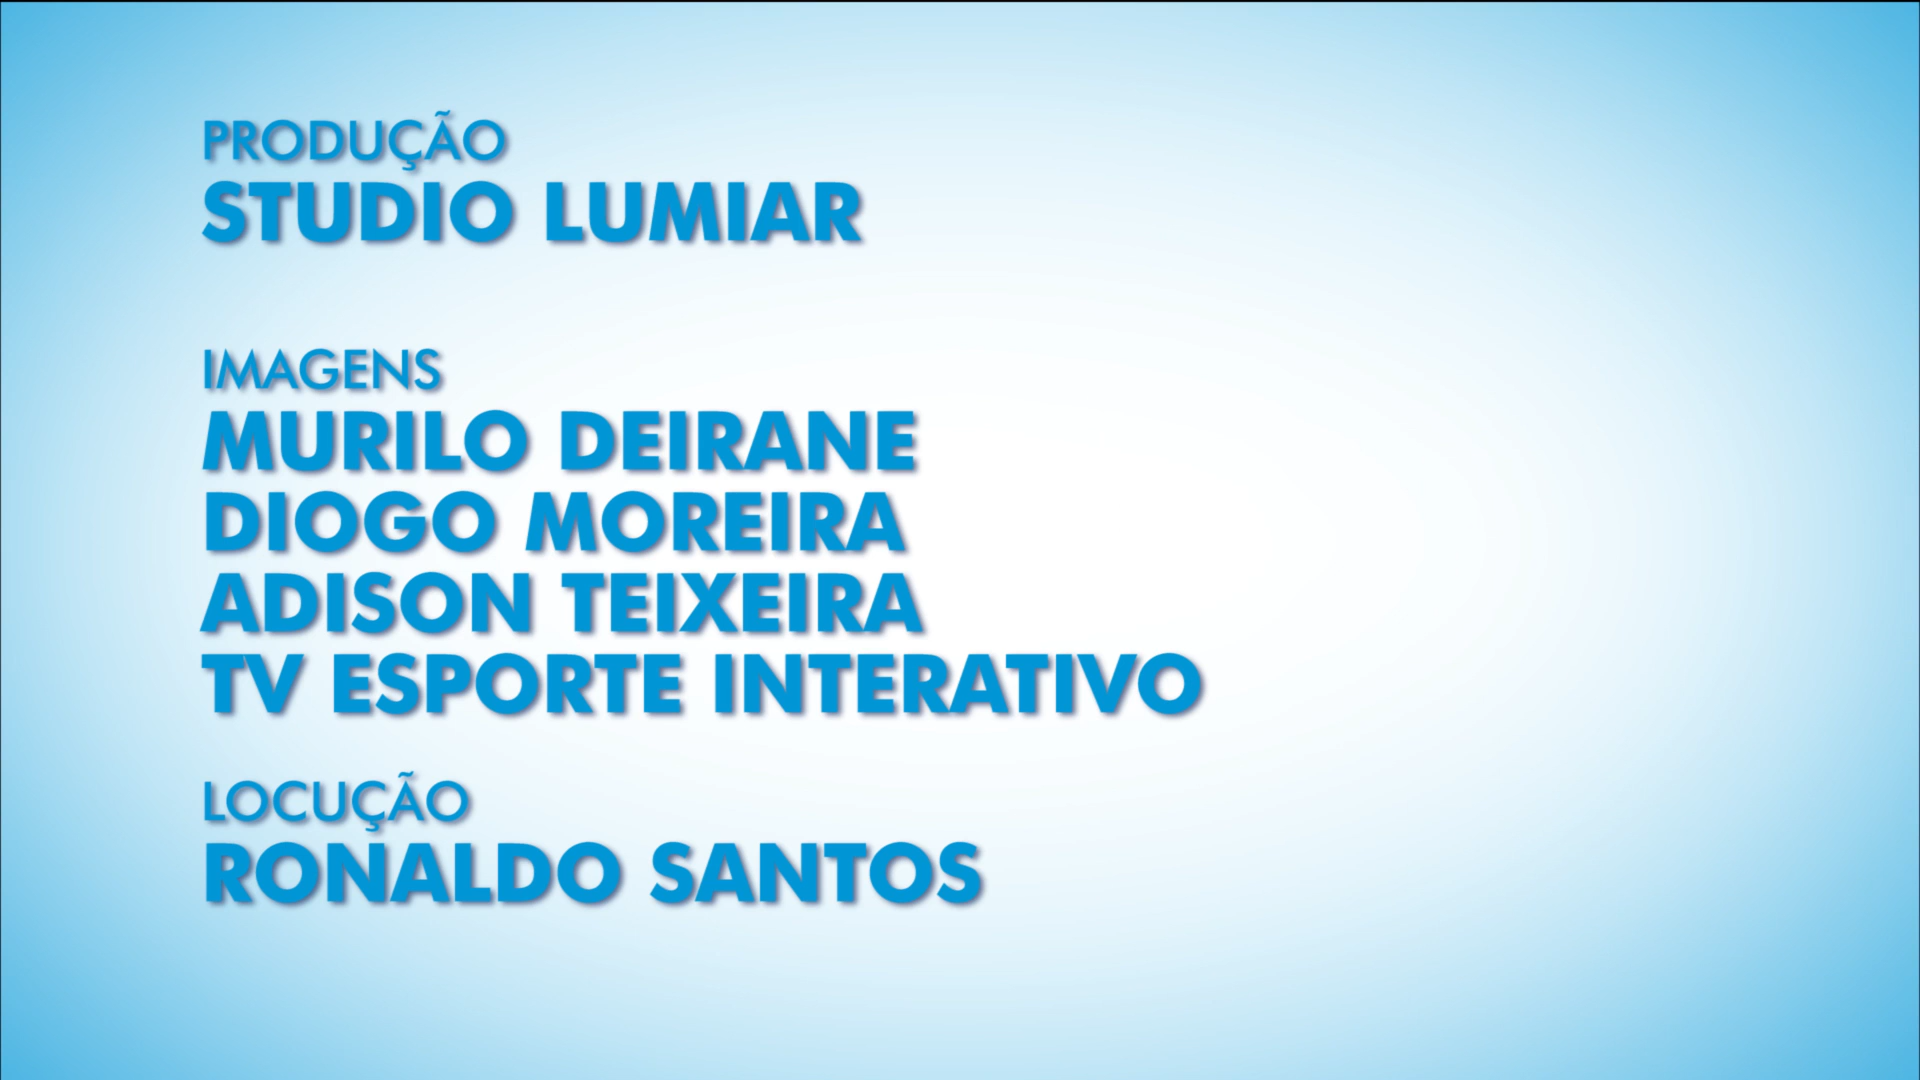 PRODUÇÃO
STUDIO LUMIAR
IMAGENS
MURILO DEIRANE
DIOGO MOREIRA
ADISON TEIXEIRA
TV ESPORTE INTERATIVO
LOCUÇÃO
RONALDO SANTOS